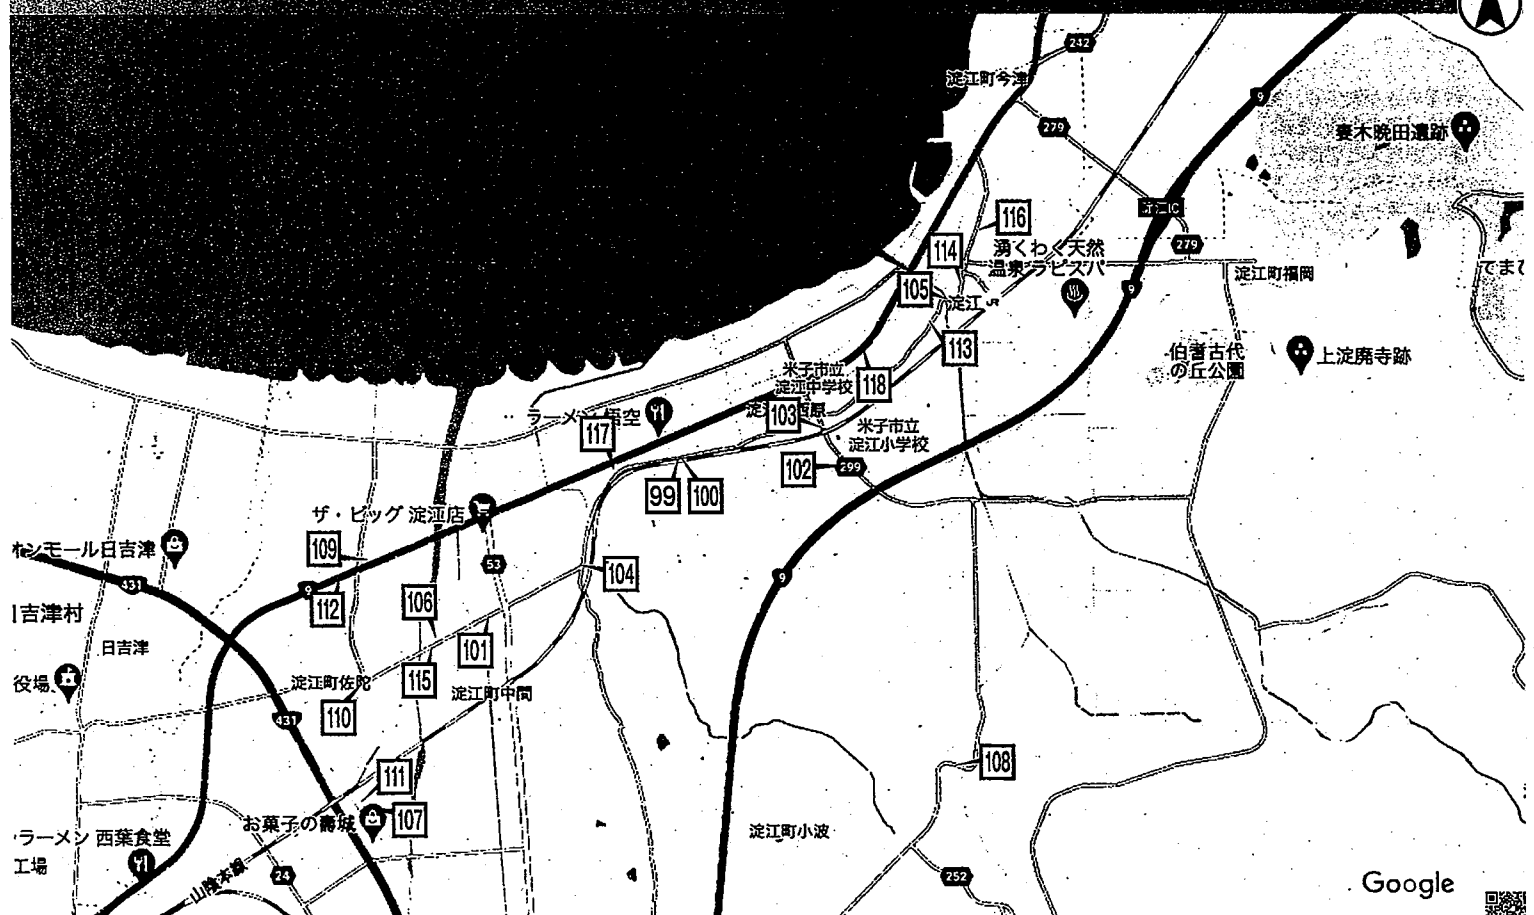 242
淀江町今津
279
9
妻木晩田遺跡
116
淀江IC
279
114
湧くわく天然
温泉ラピスパ
淀江町福岡
105
淀江
9
113
伯耆古代
の丘公園
上淀廃寺跡
米子市立
淀江中学校
118
103
117
米子市立
淀江小学校
102
299
99
100
ザ・ビッグ 淀江店
109
オンモール日吉津
53
104
9
431
9
112
106
吉津村
101
日吉津
役場
淀江町佐陀
115
淀江町中間
110
431
108
111
お菓子の壽城
107
淀江町小波
ラーメン 西葉食堂
工場
24
山陰本線
252
Google